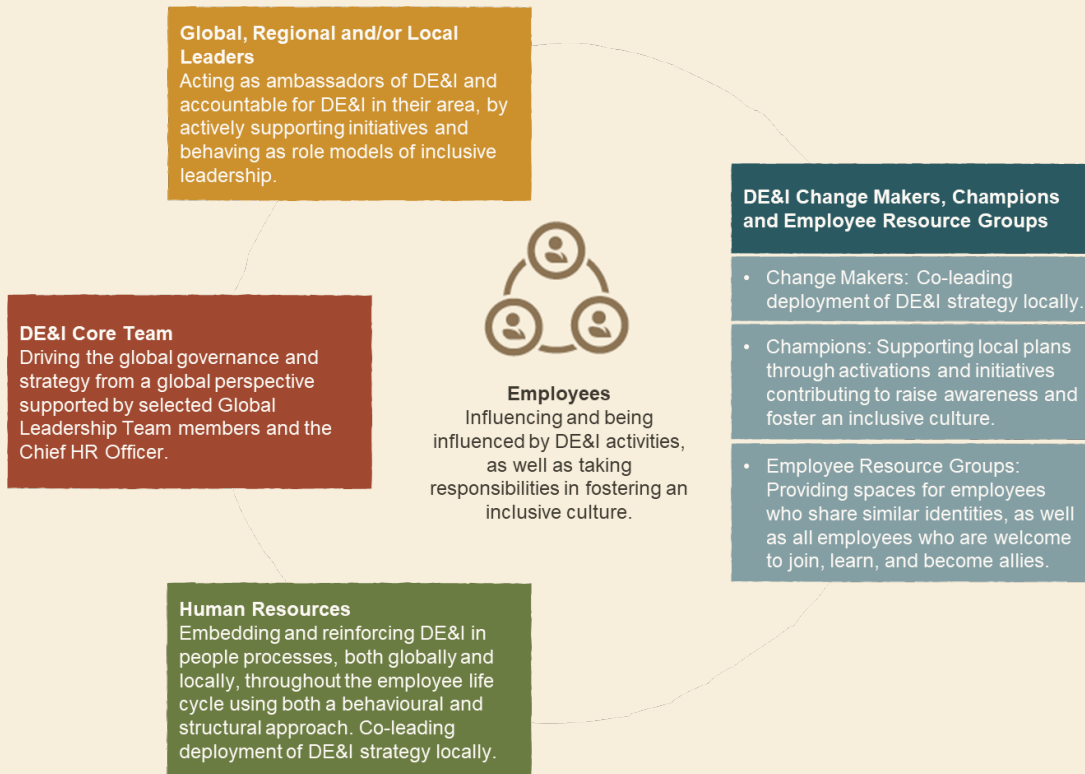 Global, Regional and/or Local
Leaders
Acting as ambassadors of DE&I and
accountable for DE&I in their area, by
actively supporting initiatives and
behaving as role models of inclusive
leadership.
DE&I Change Makers, Champions
and Employee Resource Groups
• Change Makers: Co-leading
deployment of DE&I strategy locally.
• Champions: Supporting local plans
through activations and initiatives
contributing to raise awareness and
foster an inclusive culture.
• Employee Resource Groups:
Providing spaces for employees
who share similar identities, as well
as all employees who are welcome
to join, learn, and become allies.
DE&I Core Team
Driving the global governance and
strategy from a global perspective
supported by selected Global
Leadership Team members and the
Chief HR Officer.
Employees
Influencing and being
influenced by DE&I activities,
as well as taking
responsibilities in fostering an
inclusive culture.
Human Resources
Embedding and reinforcing DE&I in
people processes, both globally and
locally, throughout the employee life
cycle using both a behavioural and
structural approach. Co-leading
deployment of DE&I strategy locally.